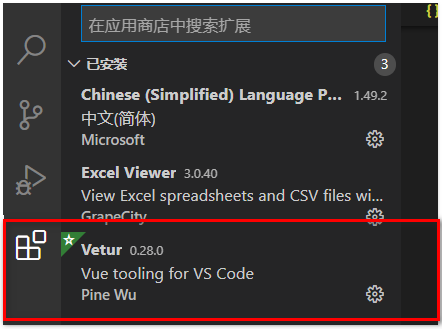 在应用商店中搜索扩展
已安装 3
Chinese (Simplified) Language P... 1.49.2
中文(简体)
Microsoft
Excel Viewer 3.0.40
View Excel spreadsheets and CSV files wi...
GrapeCity
Vetur 0.28.0
Vue tooling for VS Code
Pine Wu